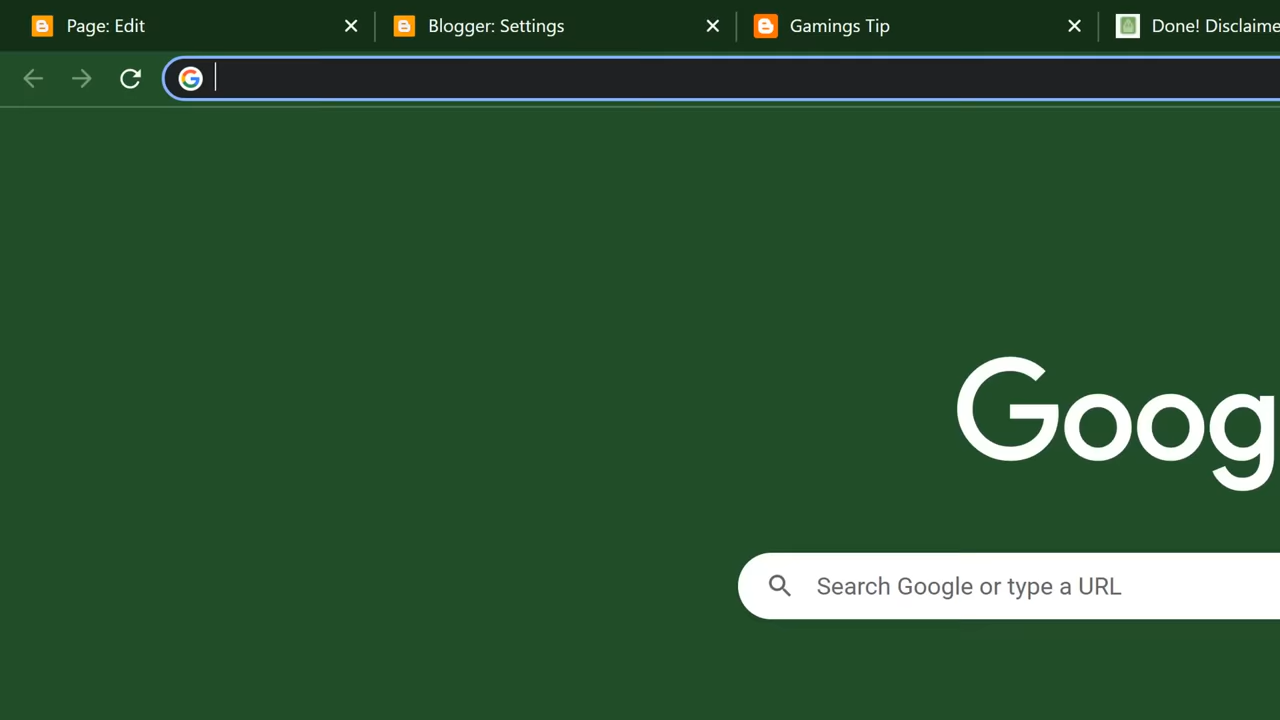 Page: Edit
Blogger: Settings
Gamings Tip
Done! Disclaime
Goog
Search Google or type a URL